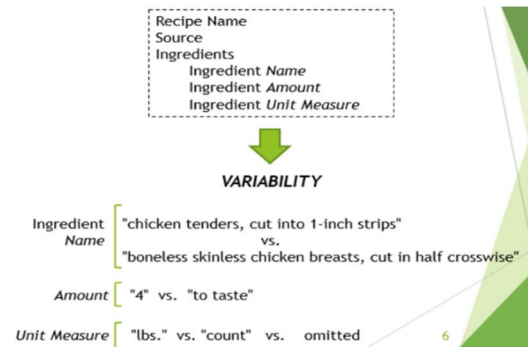 Recipe Name
Source
Ingredients
Ingredient Name
Ingredient Amount
Ingredient Unit Measure
VARIABILITY
Ingredient Name
"chicken tenders, cut into 1-inch strips"
vs.
"boneless skinless chicken breasts, cut in half crosswise"
Amount "4" vs. "to taste"
Unit Measure "lbs." vs. "count" vs. omitted
6